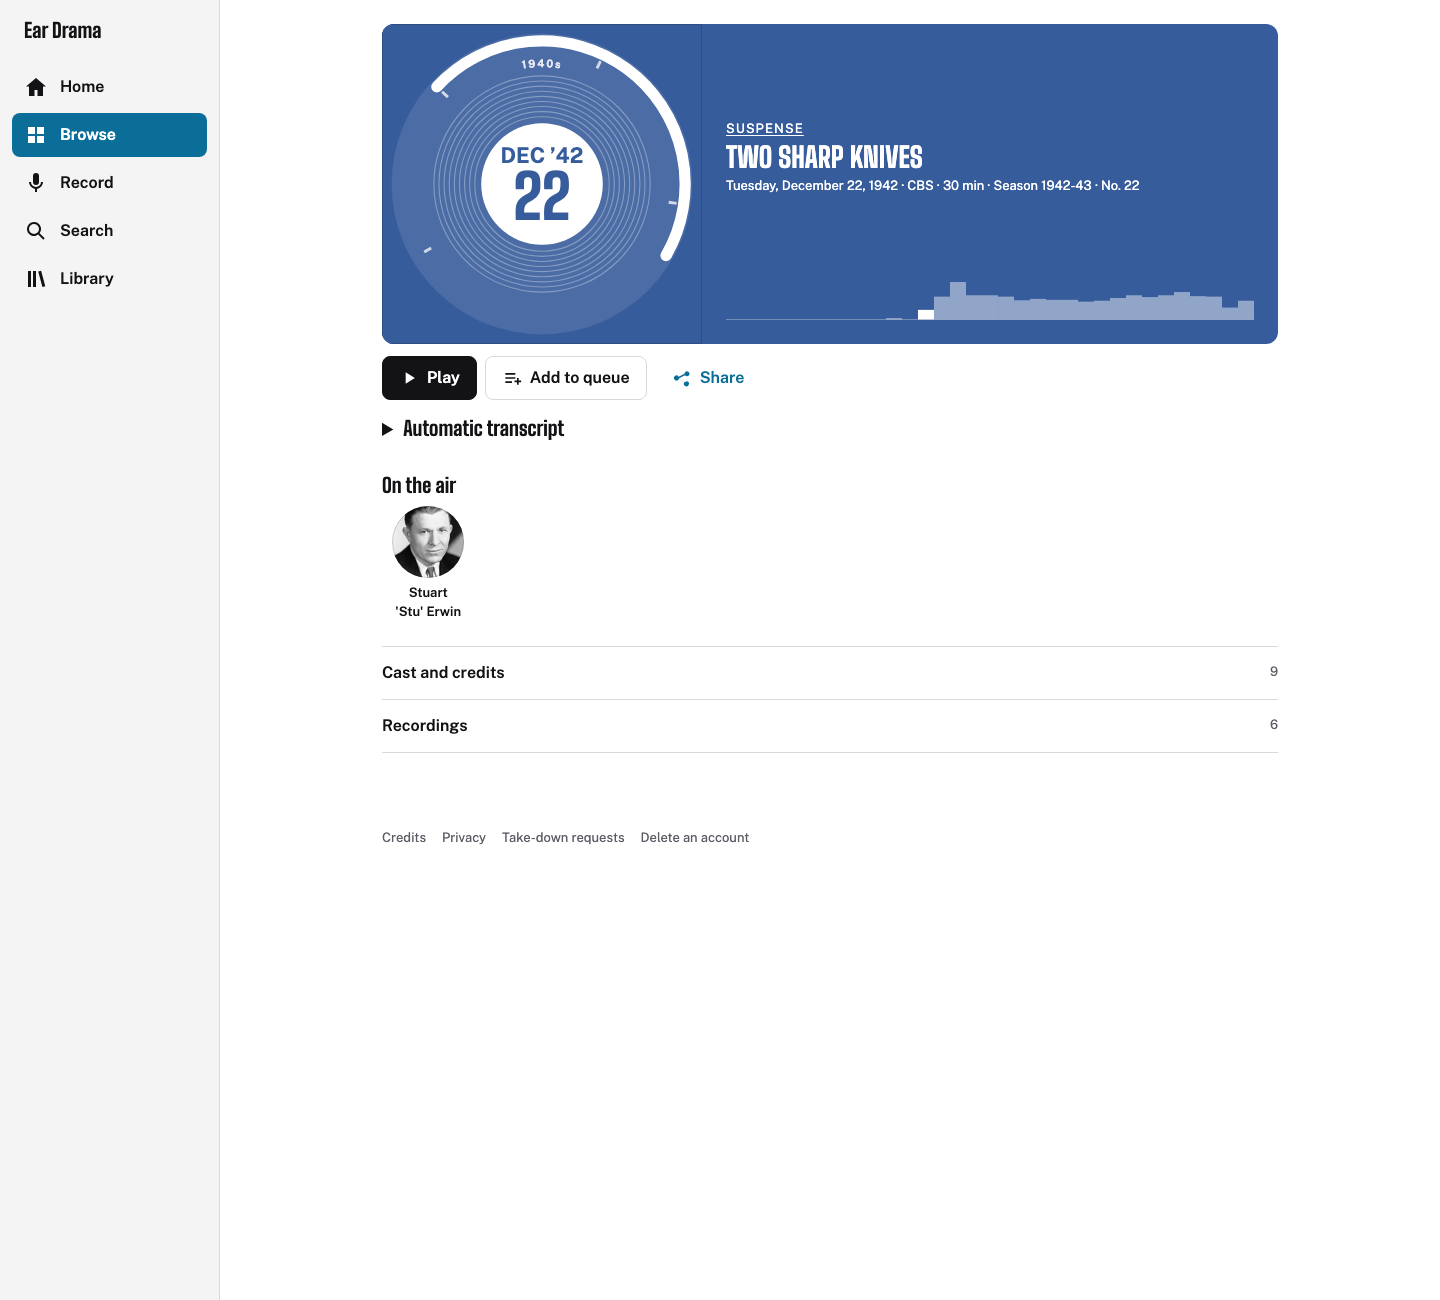 Ear Drama
Home
Browse
Record
Search
Library
1940s
DEC ’42
22
SUSPENSE
TWO SHARP KNIVES
Tuesday, December 22, 1942 · CBS · 30 min · Season 1942-43 · No. 22
Play
Add to queue
Share
Automatic transcript
On the air
Stuart
'Stu' Erwin
Cast and credits
9
Recordings
6
Credits
Privacy
Take-down requests
Delete an account